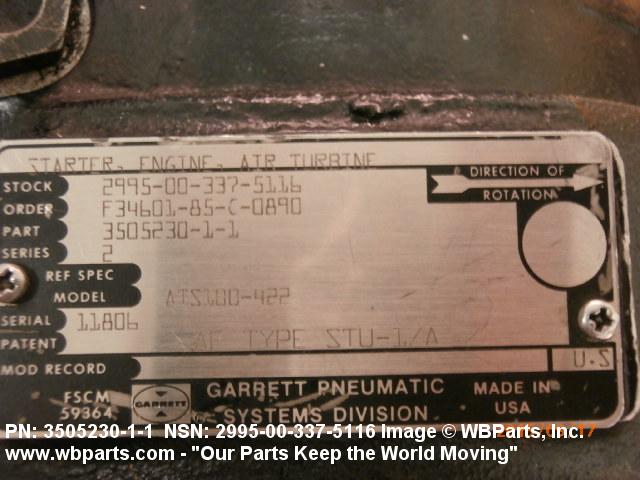 STARTER, ENGINE, AIR TURBINE
DIRECTION OF
ROTATION
STOCK 2995-00-337-5116
ORDER F34601-85-C-0890
PART 3505230-1-1
SERIES 2
REF SPEC
MODEL ATS100-422
SERIAL 11806
PATENT
TYPE STU-1/A
MOD RECORD
U.S
FSCM
59364
GARRETT
GARRETT PNEUMATIC
SYSTEMS DIVISION
MADE IN
USA
PN: 3505230-1-1 NSN: 2995-00-337-5116 Image © WBParts, Inc.
www.wbparts.com - "Our Parts Keep the World Moving"